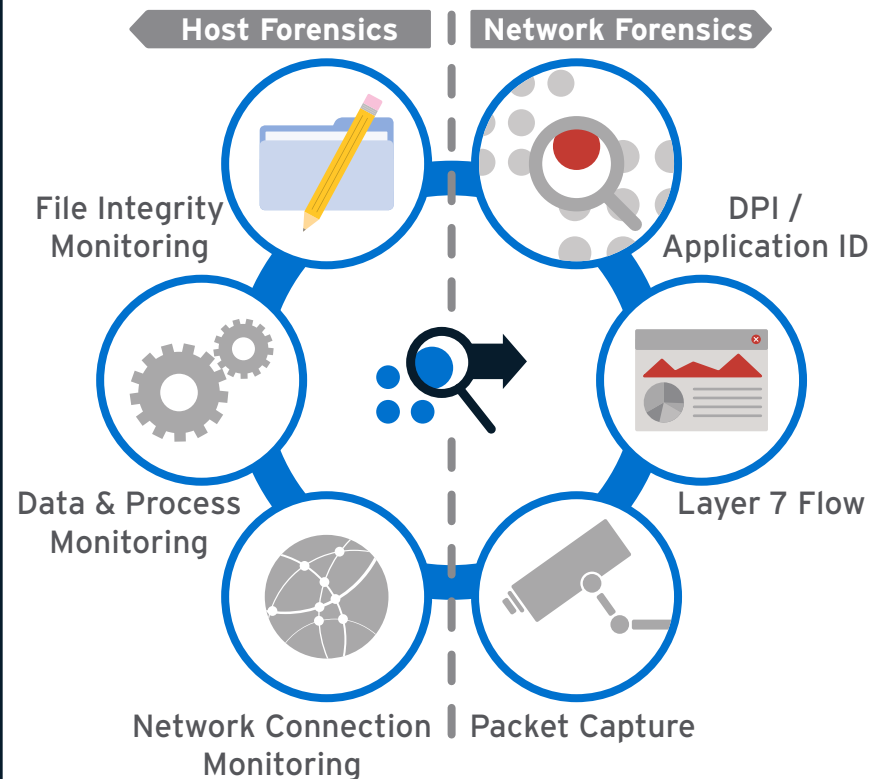 Host Forensics
Network Forensics
File Integrity
Monitoring
DPI /
Application ID
Data & Process
Monitoring
Layer 7 Flow
Network Connection
Monitoring
Packet Capture